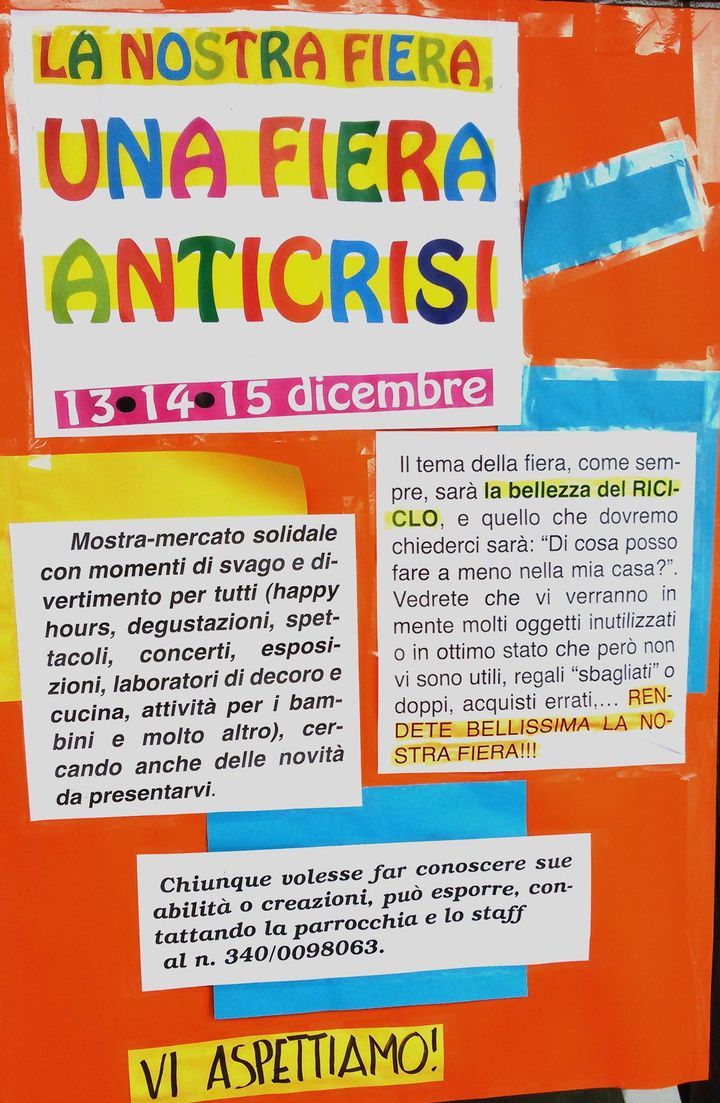 LA NOSTRA FIERA,
UNA FIERA
ANTICRISI
13•14•15 dicembre
Il tema della fiera, come sem-
pre, sarà la bellezza del RICI-
CLO, e quello che dovremo
chiederci sarà: “Di cosa posso
fare a meno nella mia casa?”.
Vedrete che vi verranno in
mente molti oggetti inutilizzati
o in ottimo stato che però non
vi sono utili, regali “sbagliati” o
doppi, acquisti errati,... REN-
DETE BELLISSIMA LA NO-
STRA FIERA!!!
Mostra-mercato solidale
con momenti di svago e di-
vertimento per tutti (happy
hours, degustazioni, spet-
tacoli, concerti, esposi-
zioni, laboratori di decoro e
cucina, attività per i bam-
bini e molto altro), cer-
cando anche delle novità
da presentarvi.
Chiunque volesse far conoscere sue
abilità o creazioni, può esporre, con-
tattando la parrocchia e lo staff
al n. 340/0098063.
VI ASPETTIAMO!